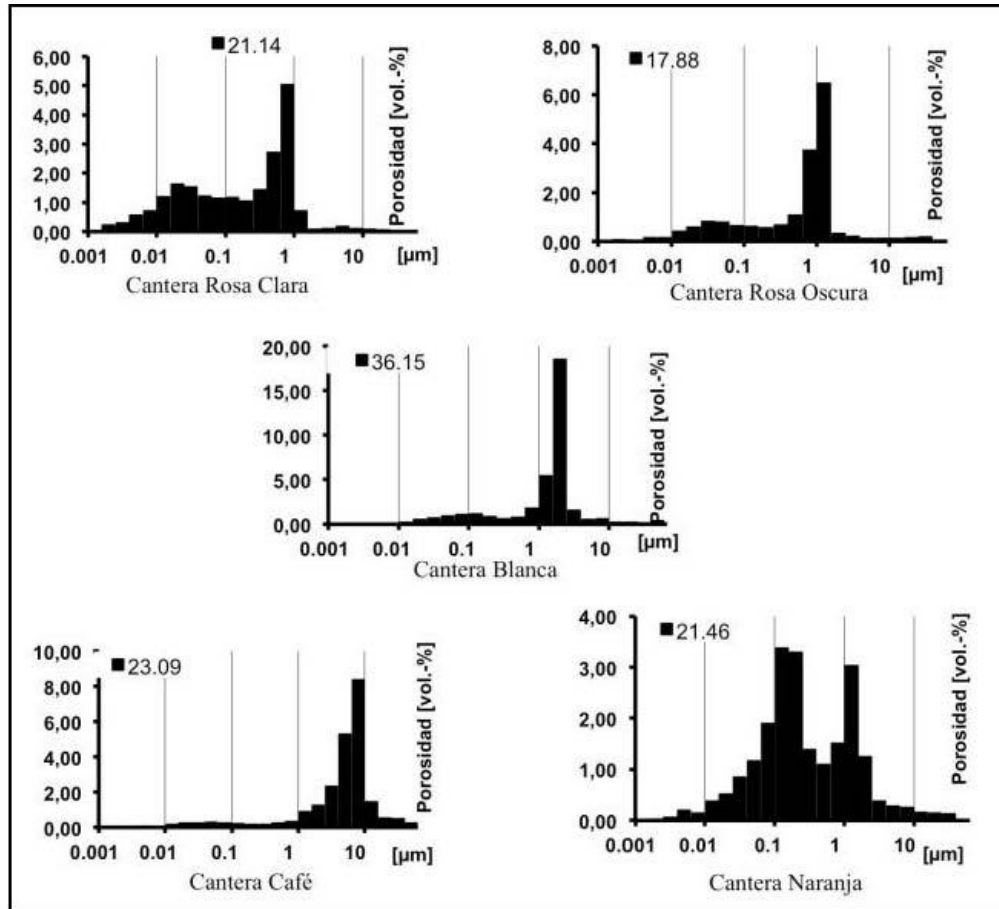 21.14
Porosidad [vol.-%]
6,00
5,00
4,00
3,00
2,00
1,00
0,00
0.001 0.01 0.1 1 10 [µm]
Cantera Rosa Clara
17.88
Porosidad [vol.-%]
8,00
6,00
4,00
2,00
0,00
0.001 0.01 0.1 1 10 [µm]
Cantera Rosa Oscura
36.15
Porosidad [vol.-%]
20,00
15,00
10,00
5,00
0,00
0.001 0.01 0.1 1 10 [µm]
Cantera Blanca
23.09
Porosidad [vol.-%]
10,00
8,00
6,00
4,00
2,00
0,00
0.001 0.01 0.1 1 10 [µm]
Cantera Café
21.46
Porosidad [vol.-%]
4,00
3,00
2,00
1,00
0,00
0.001 0.01 0.1 1 10 [µm]
Cantera Naranja